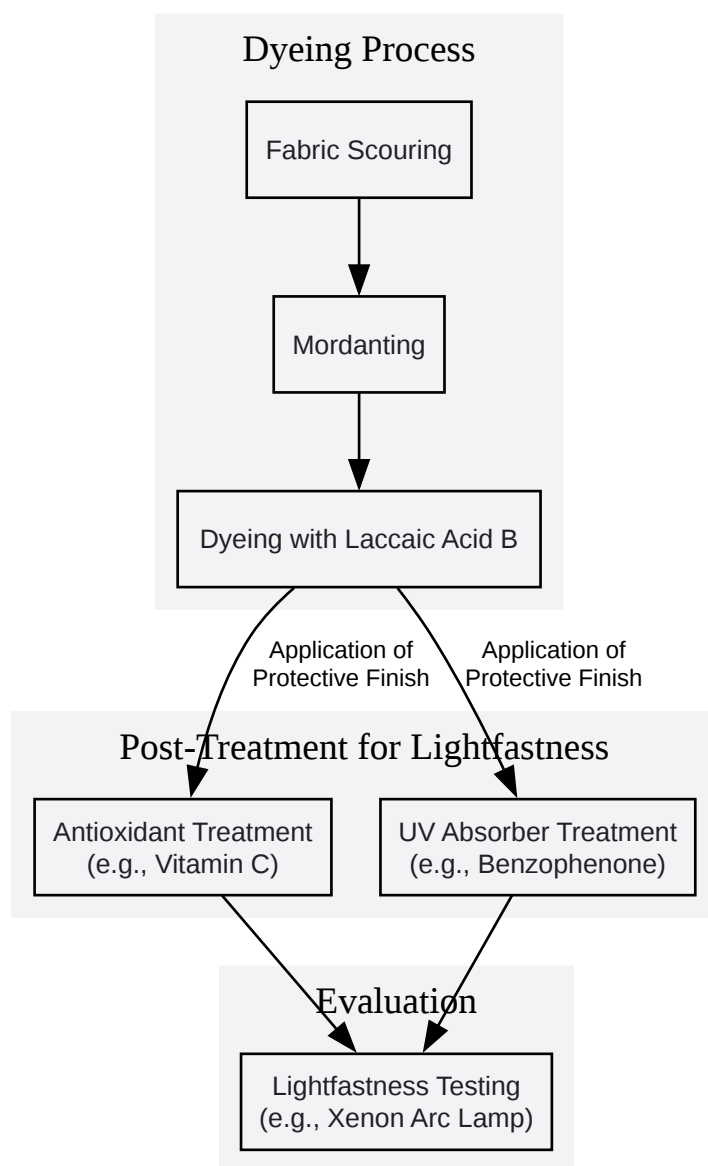 Dyeing Process
Fabric Scouring
Mordanting
Dyeing with Laccaic Acid B
Application of
Protective Finish
Application of
Protective Finish
Post-Treatment for Lightfastness
Antioxidant Treatment
(e.g., Vitamin C)
UV Absorber Treatment
(e.g., Benzophenone)
Evaluation
Lightfastness Testing
(e.g., Xenon Arc Lamp)